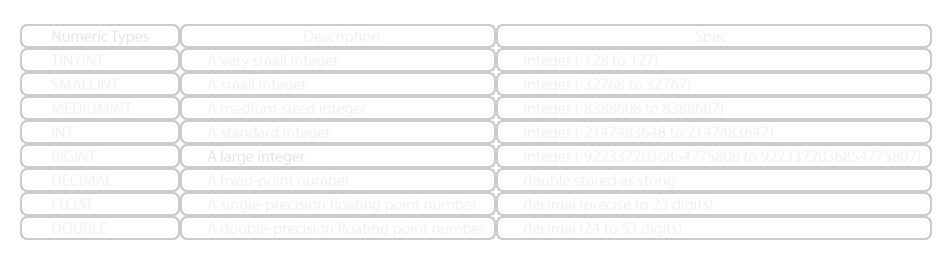 Numeric Types Description Spec
TINYINT A very small integer integer (-128 to 127)
SMALLINT A small integer integer (-32768 to 32767)
MEDIUMINT A medium-sized integer integer (-8388608 to 8388607)
INT A standard integer integer (-2147483648 to 2147483647)
BIGINT A large integer integer (-9223372036854775808 to 9223372036854775807)
DECIMAL A fixed-point number double stored as string
FLOAT A single-precision floating point number decimal (precise to 23 digits)
DOUBLE A double-precision floating point number decimal (24 to 53 digits)